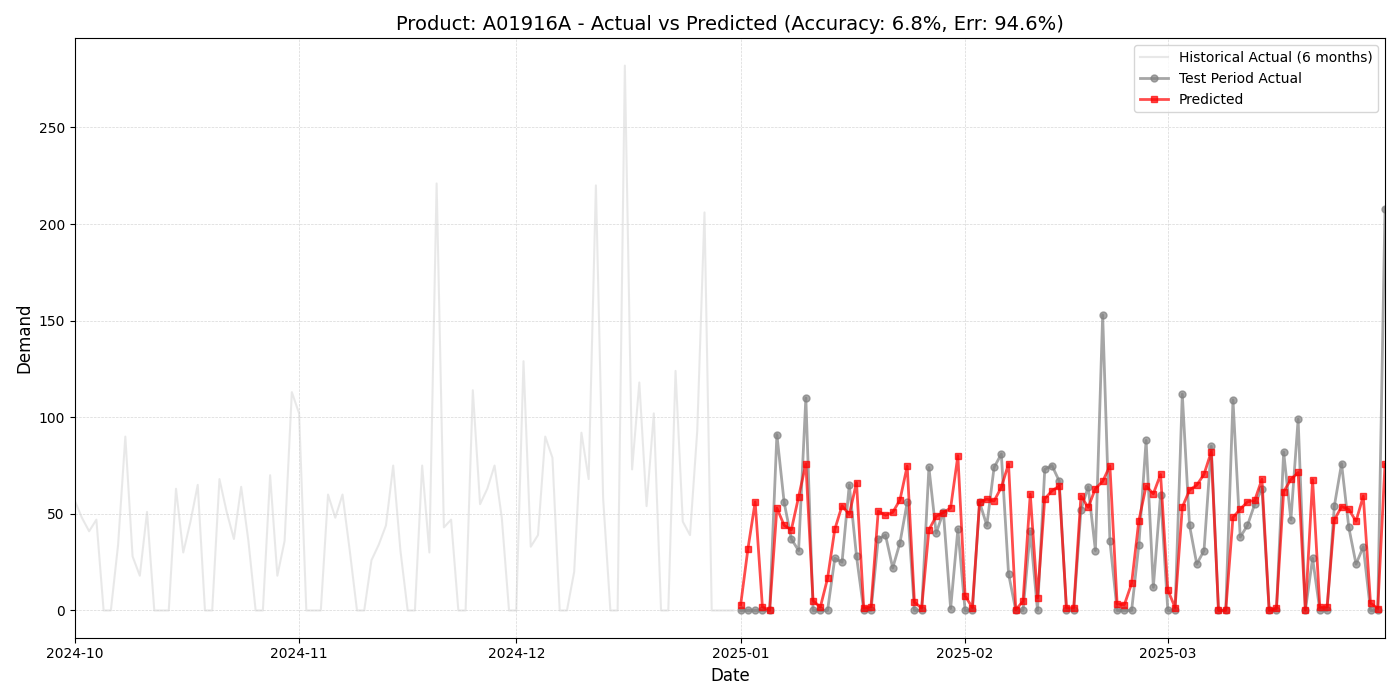 Product: A01916A - Actual vs Predicted (Accuracy: 6.8%, Err: 94.6%)
Historical Actual (6 months)
Test Period Actual
Predicted
Demand
250
200
150
100
50
0
2024-10
2024-11
2024-12
2025-01
2025-02
2025-03
Date